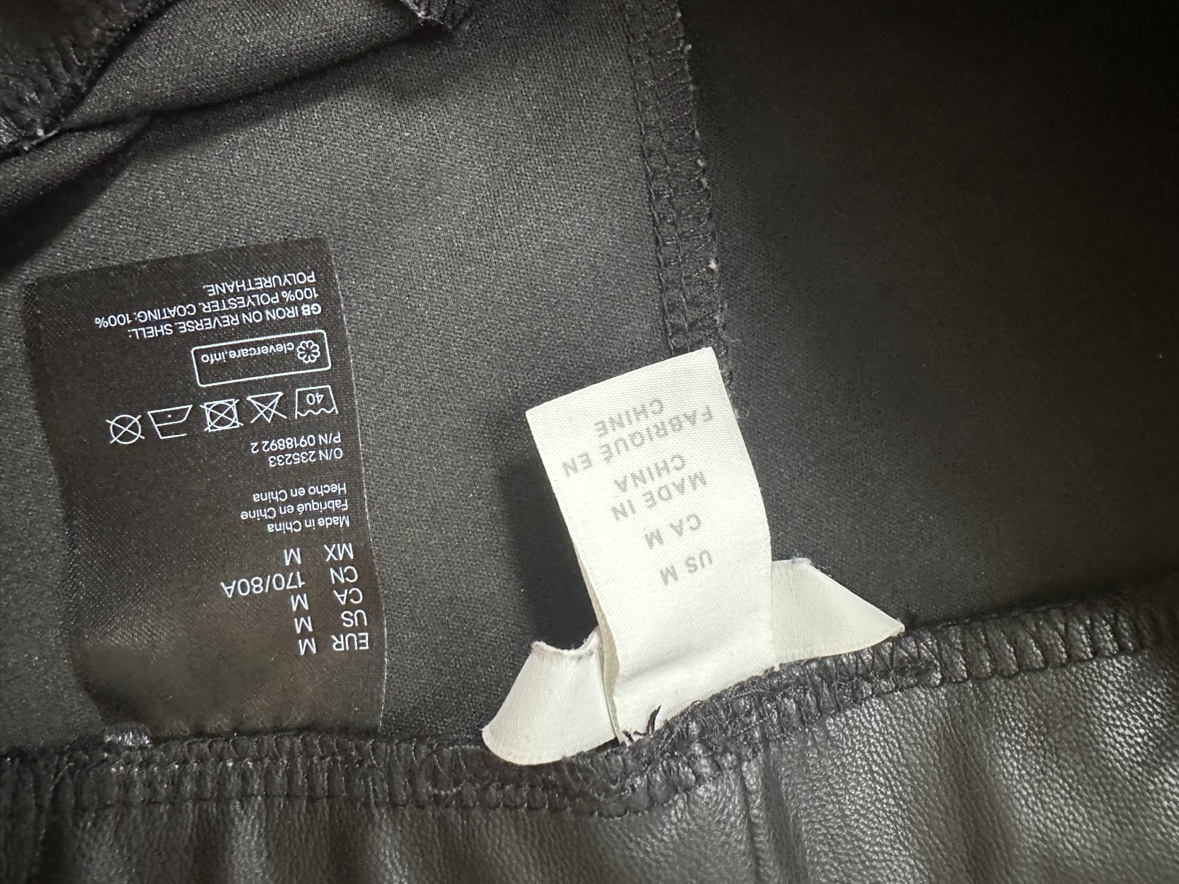 EUR M
US M
CA M
CN 170/80A
MX M
Made in China
Fabriqué en Chine
Hecho en China
O/N 235233
P/N 0918892 2
40
clevercare.info
GB IRON ON REVERSE. SHELL:
100% POLYESTER. COATING: 100%
POLYURETHANE.
US M
CA M
MADE IN
CHINA
FABRIQUÉ EN
CHINE